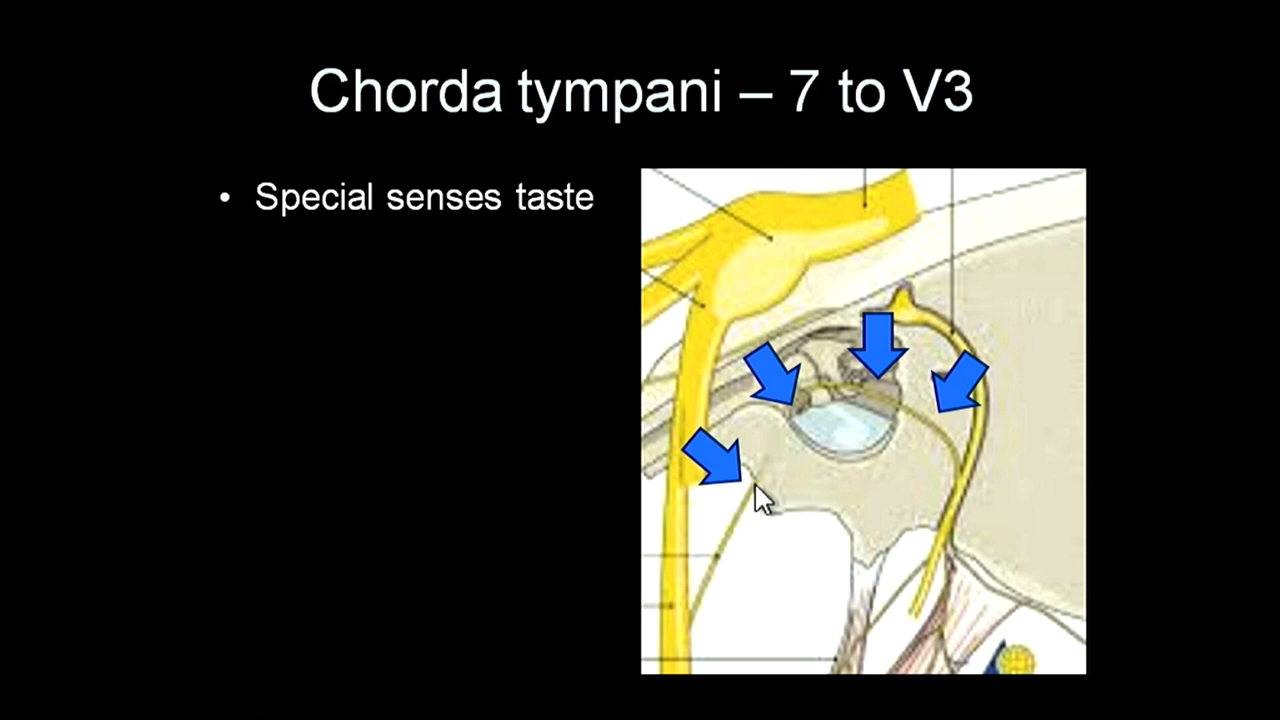 Chorda tympani – 7 to V3
• Special senses taste